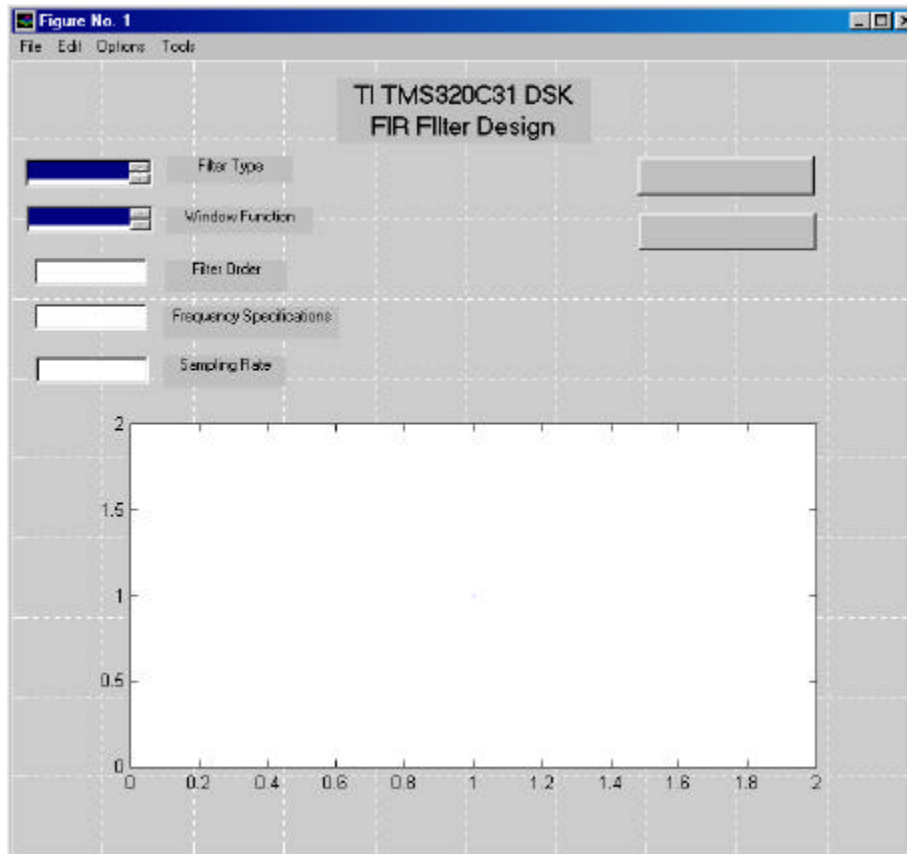 Figure No. 1
File Edit Options Tools
TI TMS320C31 DSK
FIR FIlter Design
Filter Type
Window Function
Filter Order
Frequency Specifications
Sampling Rate
2
1.5
1
0.5
0
0 0.2 0.4 0.6 0.8 1 1.2 1.4 1.6 1.8 2